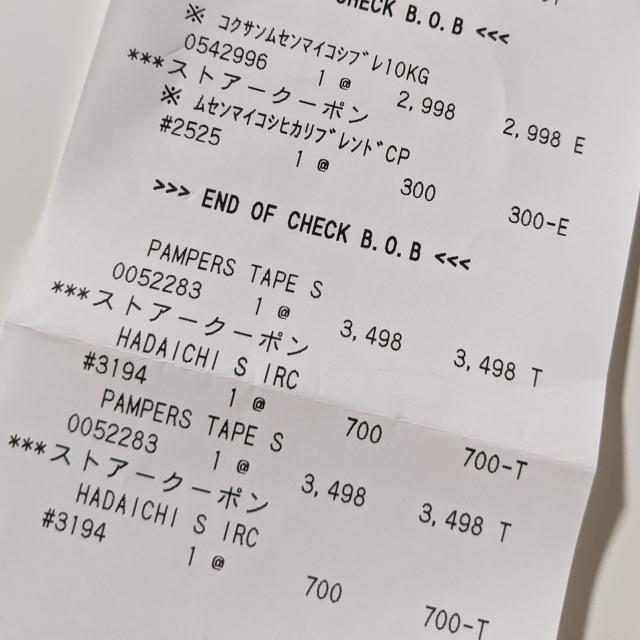 CHECK B.O.B <<<
※ コクサンムセンマイコシブレ10KG
0542996 1 @ 2,998 2,998 E
***ストアークーポン
※ ムセンマイコシヒカリブレンドCP
#2525 1 @ 300 300-E
>>> END OF CHECK B.O.B <<<
PAMPERS TAPE S
0052283 1 @ 3,498 3,498 T
***ストアークーポン
HADAICHI S IRC
#3194 1 @ 700 700-T
PAMPERS TAPE S
0052283 1 @ 3,498 3,498 T
***ストアークーポン
HADAICHI S IRC
#3194 1 @ 700 700-T